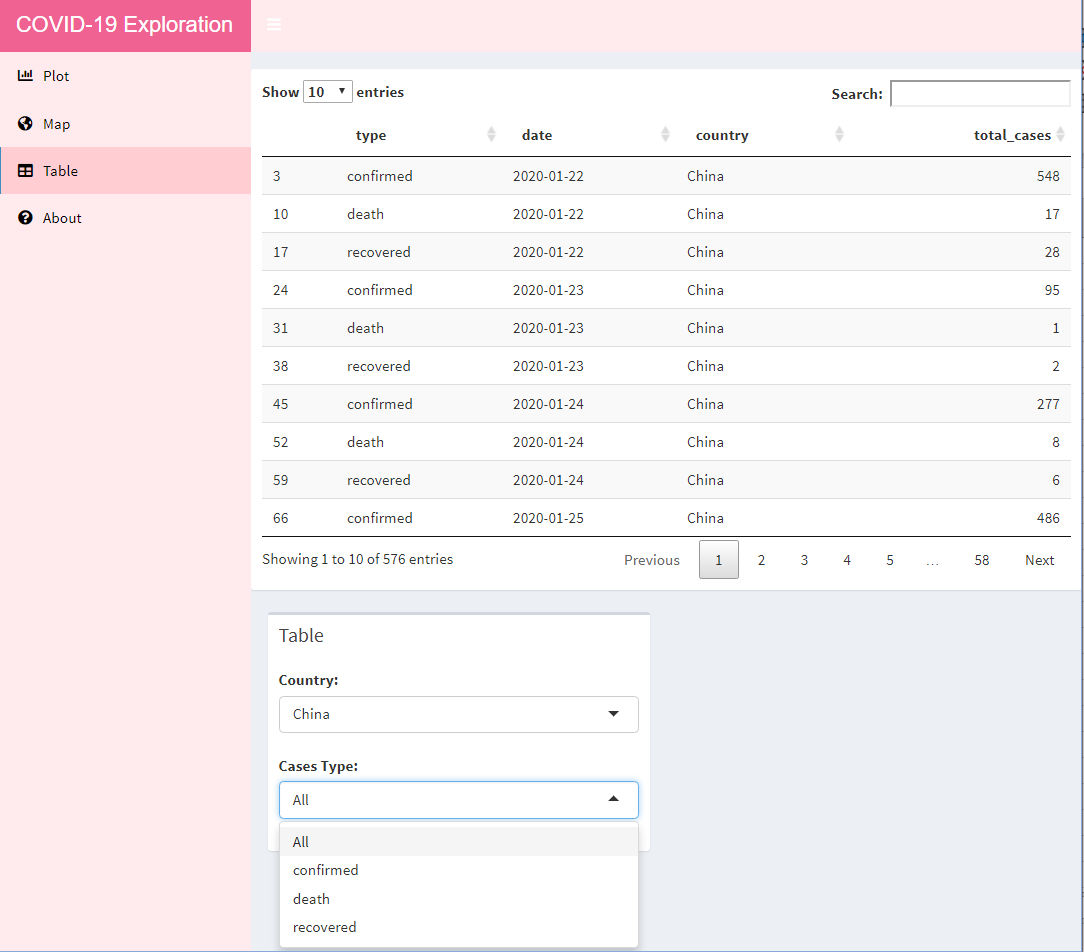 COVID-19 Exploration
Plot
Map
Table
About
Show 10 entries
Search:
type date country total_cases
3 confirmed 2020-01-22 China 548
10 death 2020-01-22 China 17
17 recovered 2020-01-22 China 28
24 confirmed 2020-01-23 China 95
31 death 2020-01-23 China 1
38 recovered 2020-01-23 China 2
45 confirmed 2020-01-24 China 277
52 death 2020-01-24 China 8
59 recovered 2020-01-24 China 6
66 confirmed 2020-01-25 China 486
Showing 1 to 10 of 576 entries
Previous 1 2 3 4 5 … 58 Next
Table
Country:
China
Cases Type:
All
All
confirmed
death
recovered